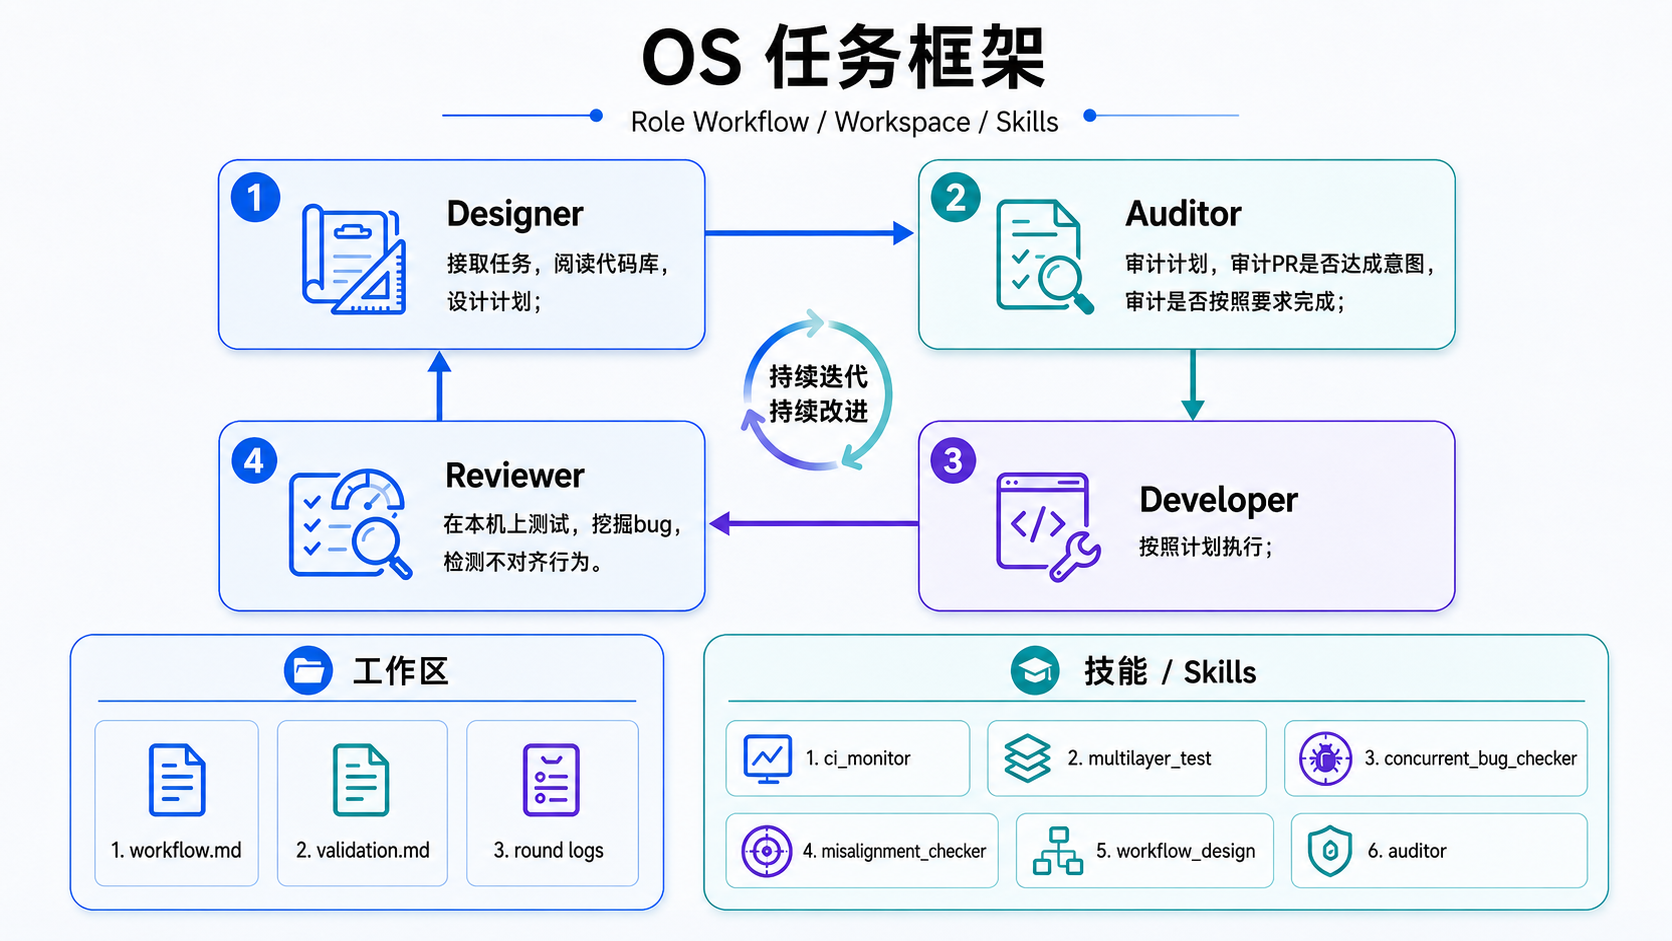 OS 任务框架
Role Workflow / Workspace / Skills
1
Designer
接取任务，阅读代码库，
设计计划；
2
Auditor
审计计划，审计PR是否达成意图，
审计是否按照要求完成；
持续迭代
持续改进
4
Reviewer
在本机上测试，挖掘bug，
检测不对齐行为。
3
Developer
按照计划执行；
工作区
1. workflow.md
2. validation.md
3. round logs
技能 / Skills
1. ci_monitor
2. multilayer_test
3. concurrent_bug_checker
4. misalignment_checker
5. workflow_design
6. auditor